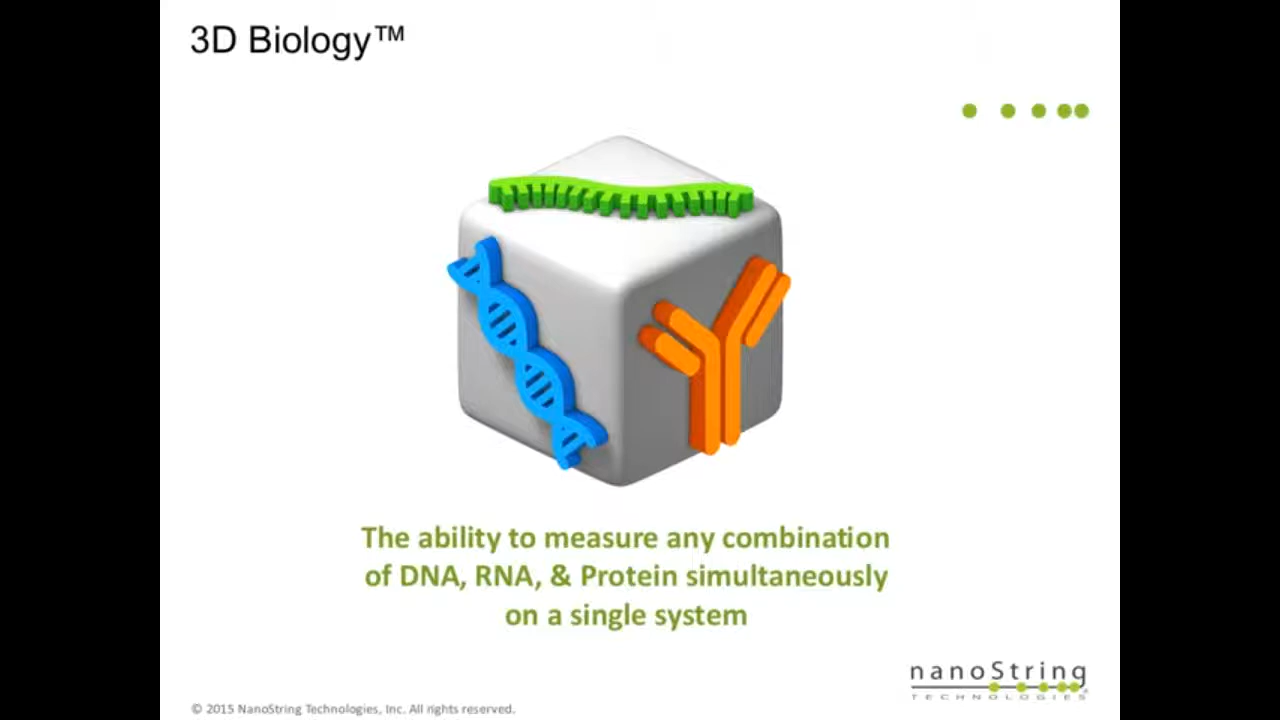 3D Biology™
The ability to measure any combination
of DNA, RNA, & Protein simultaneously
on a single system
nanoString
TECHNOLOGIES
© 2015 NanoString Technologies, Inc. All rights reserved.